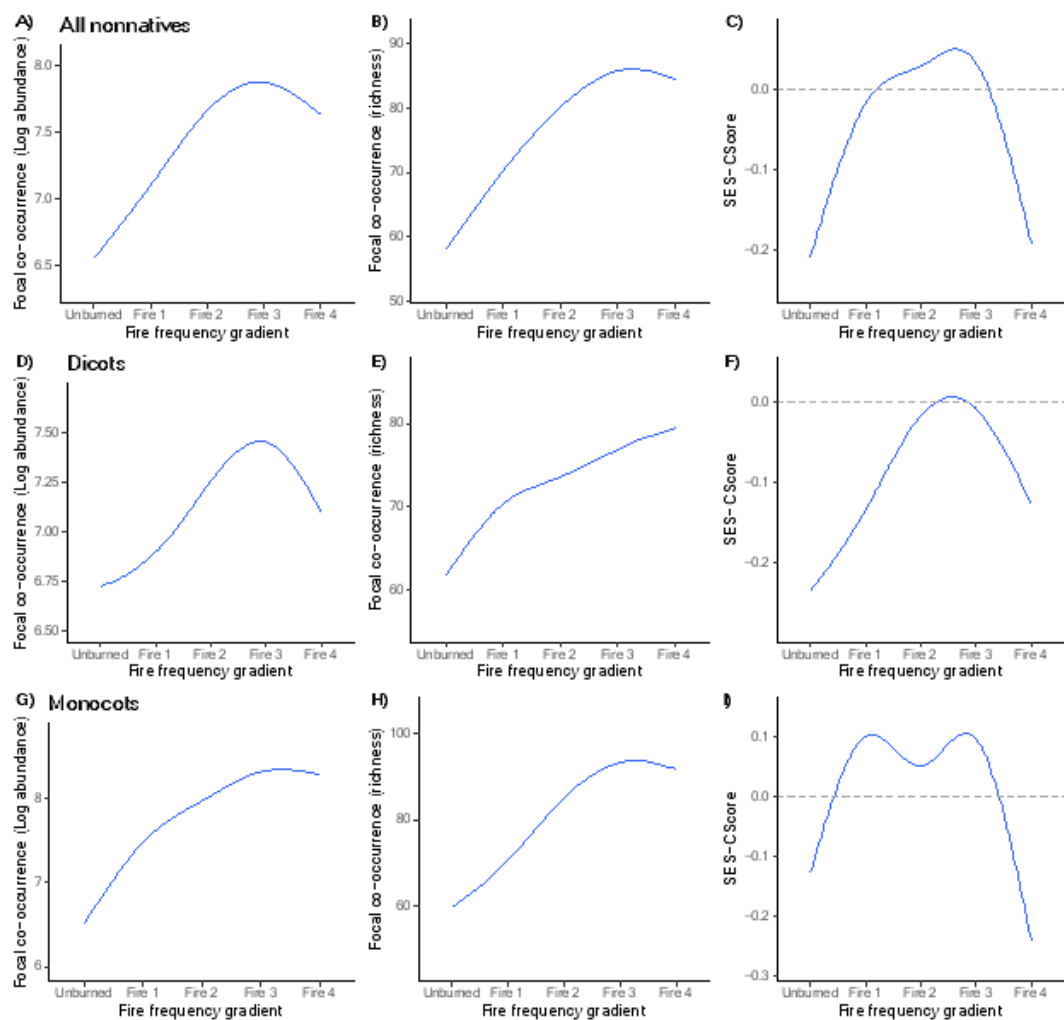 A) All nonnatives
Focal co-occurrence (Log abundance)
8.0
7.5
7.0
6.5
Unburned Fire 1 Fire 2 Fire 3 Fire 4
Fire frequency gradient
B)
Focal co-occurrence (richness)
90
80
70
60
50
Unburned Fire 1 Fire 2 Fire 3 Fire 4
Fire frequency gradient
C)
SES-CScore
0.0
-0.1
-0.2
Unburned Fire 1 Fire 2 Fire 3 Fire 4
Fire frequency gradient
D) Dicots
Focal co-occurrence (Log abundance)
7.50
7.25
7.00
6.75
6.50
Unburned Fire 1 Fire 2 Fire 3 Fire 4
Fire frequency gradient
E)
Focal co-occurrence (richness)
80
70
60
Unburned Fire 1 Fire 2 Fire 3 Fire 4
Fire frequency gradient
F)
SES-CScore
0.0
-0.1
-0.2
Unburned Fire 1 Fire 2 Fire 3 Fire 4
Fire frequency gradient
G) Monocots
Focal co-occurrence (Log abundance)
8
7
6
Unburned Fire 1 Fire 2 Fire 3 Fire 4
Fire frequency gradient
H)
Focal co-occurrence (richness)
100
80
60
Unburned Fire 1 Fire 2 Fire 3 Fire 4
Fire frequency gradient
I)
SES-CScore
0.1
0.0
-0.1
-0.2
-0.3
Unburned Fire 1 Fire 2 Fire 3 Fire 4
Fire frequency gradient